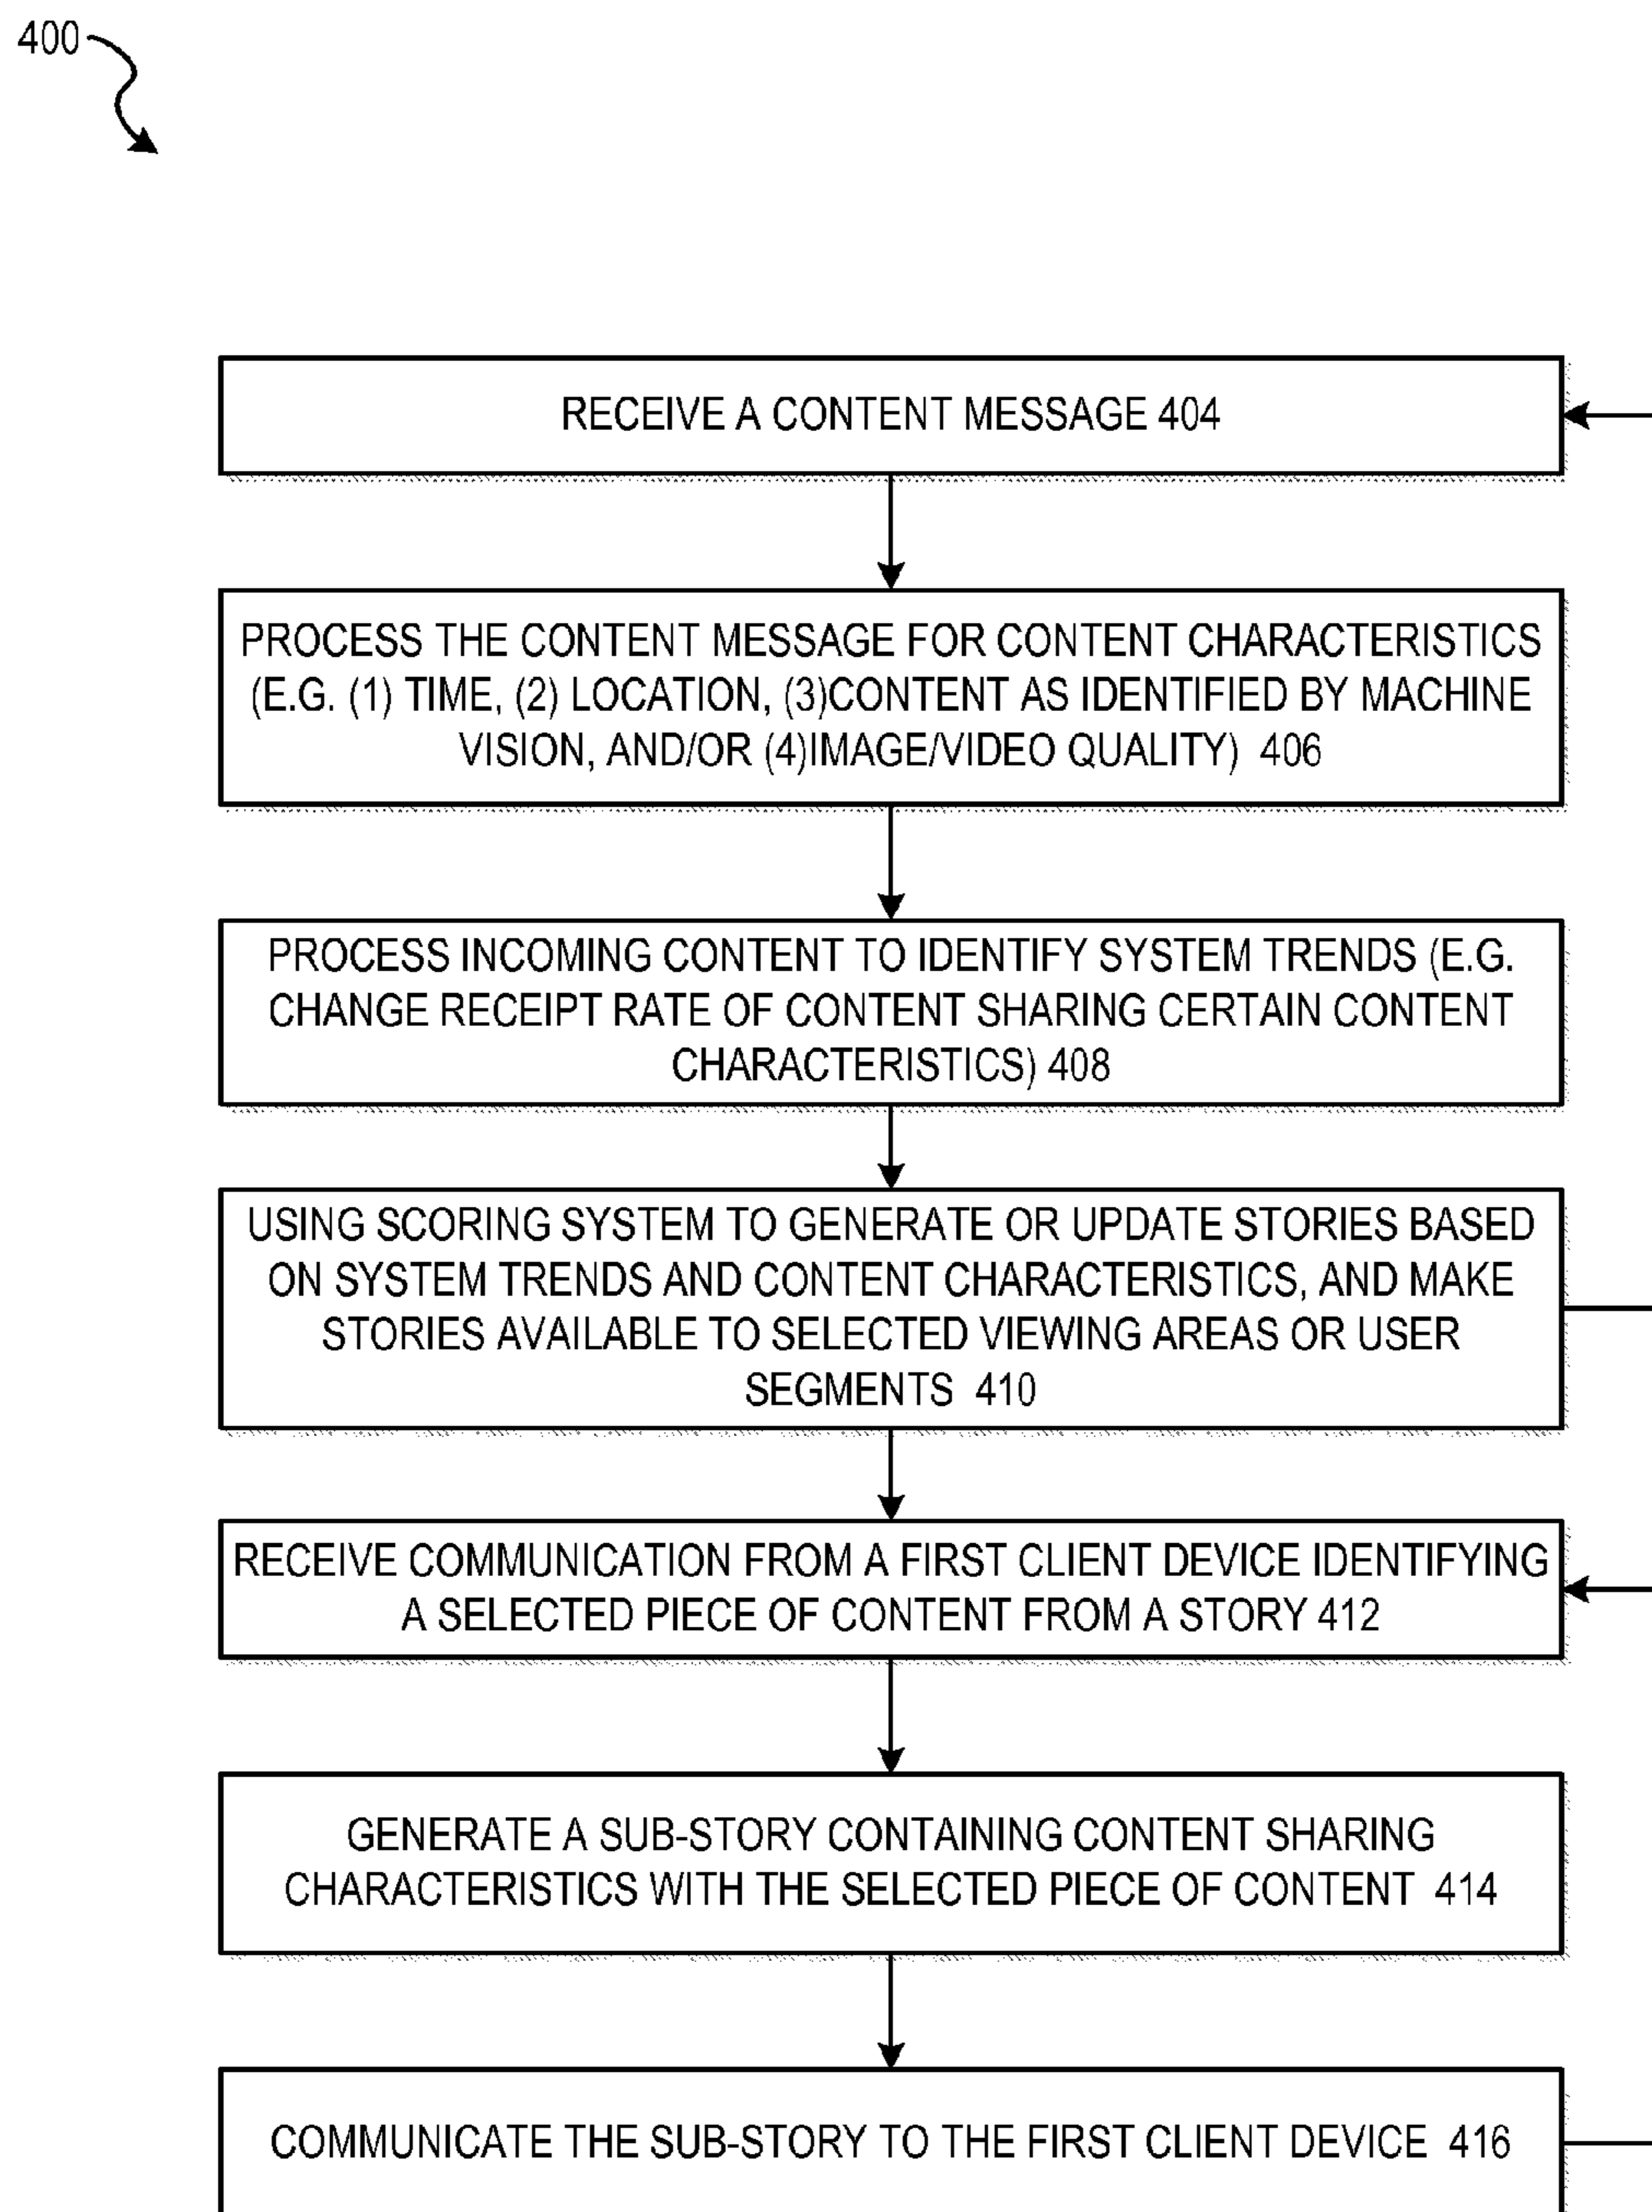 400
RECEIVE A CONTENT MESSAGE 404
PROCESS THE CONTENT MESSAGE FOR CONTENT CHARACTERISTICS
(E.G. (1) TIME, (2) LOCATION, (3)CONTENT AS IDENTIFIED BY MACHINE
VISION, AND/OR (4)IMAGE/VIDEO QUALITY) 406
PROCESS INCOMING CONTENT TO IDENTIFY SYSTEM TRENDS (E.G.
CHANGE RECEIPT RATE OF CONTENT SHARING CERTAIN CONTENT
CHARACTERISTICS) 408
USING SCORING SYSTEM TO GENERATE OR UPDATE STORIES BASED
ON SYSTEM TRENDS AND CONTENT CHARACTERISTICS, AND MAKE
STORIES AVAILABLE TO SELECTED VIEWING AREAS OR USER
SEGMENTS 410
RECEIVE COMMUNICATION FROM A FIRST CLIENT DEVICE IDENTIFYING
A SELECTED PIECE OF CONTENT FROM A STORY 412
GENERATE A SUB-STORY CONTAINING CONTENT SHARING
CHARACTERISTICS WITH THE SELECTED PIECE OF CONTENT 414
COMMUNICATE THE SUB-STORY TO THE FIRST CLIENT DEVICE 416